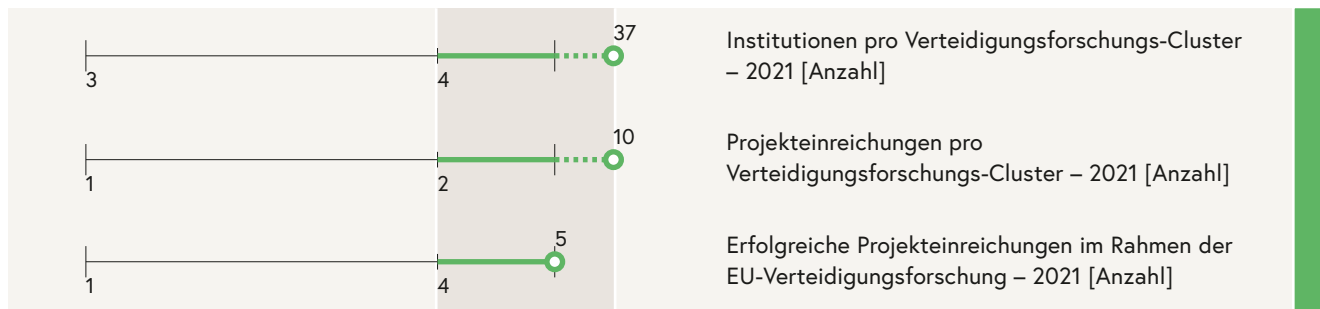 37
3
4
Institutionen pro Verteidigungsforschungs-Cluster
– 2021 [Anzahl]
10
1
2
Projekteinreichungen pro
Verteidigungsforschungs-Cluster – 2021 [Anzahl]
5
1
4
Erfolgreiche Projekteinreichungen im Rahmen der
EU-Verteidigungsforschung – 2021 [Anzahl]